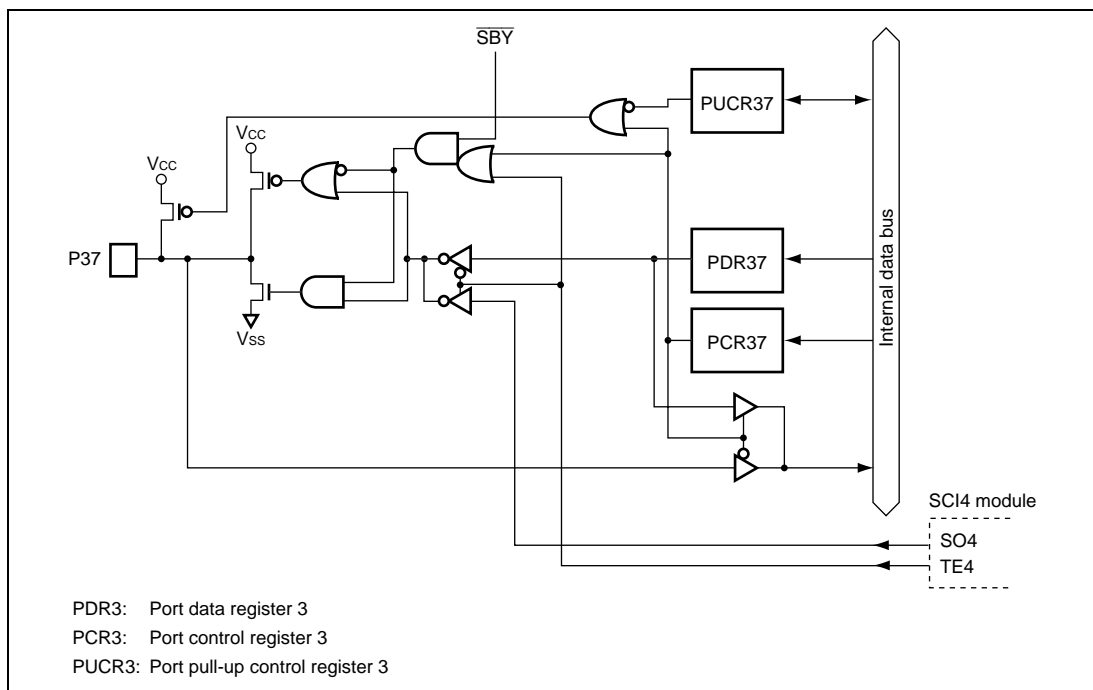 S̅B̅Y̅
PUCR37
VCC
VCC
P37
PDR37
PCR37
VSS
Internal data bus
SCI4 module
SO4
TE4
PDR3: Port data register 3
PCR3: Port control register 3
PUCR3: Port pull-up control register 3